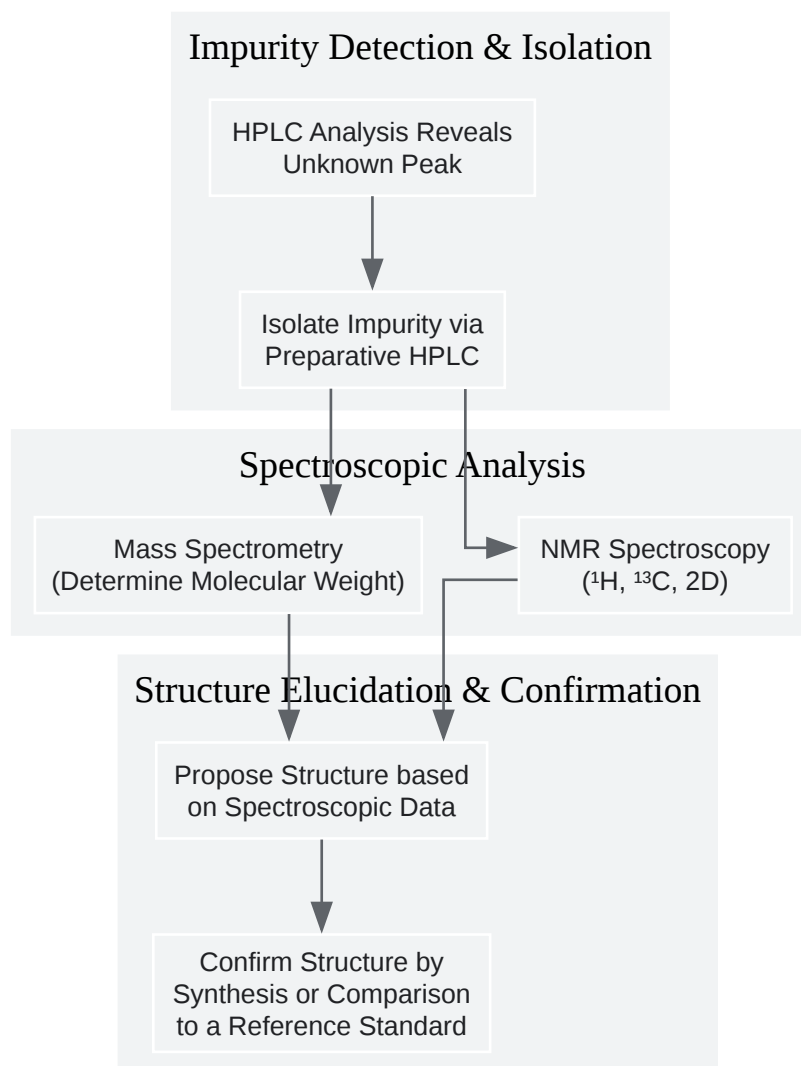 Impurity Detection & Isolation
HPLC Analysis Reveals
Unknown Peak
Isolate Impurity via
Preparative HPLC
Spectroscopic Analysis
Mass Spectrometry
(Determine Molecular Weight)
NMR Spectroscopy
(¹H, ¹³C, 2D)
Structure Elucidation & Confirmation
Propose Structure based
on Spectroscopic Data
Confirm Structure by
Synthesis or Comparison
to a Reference Standard